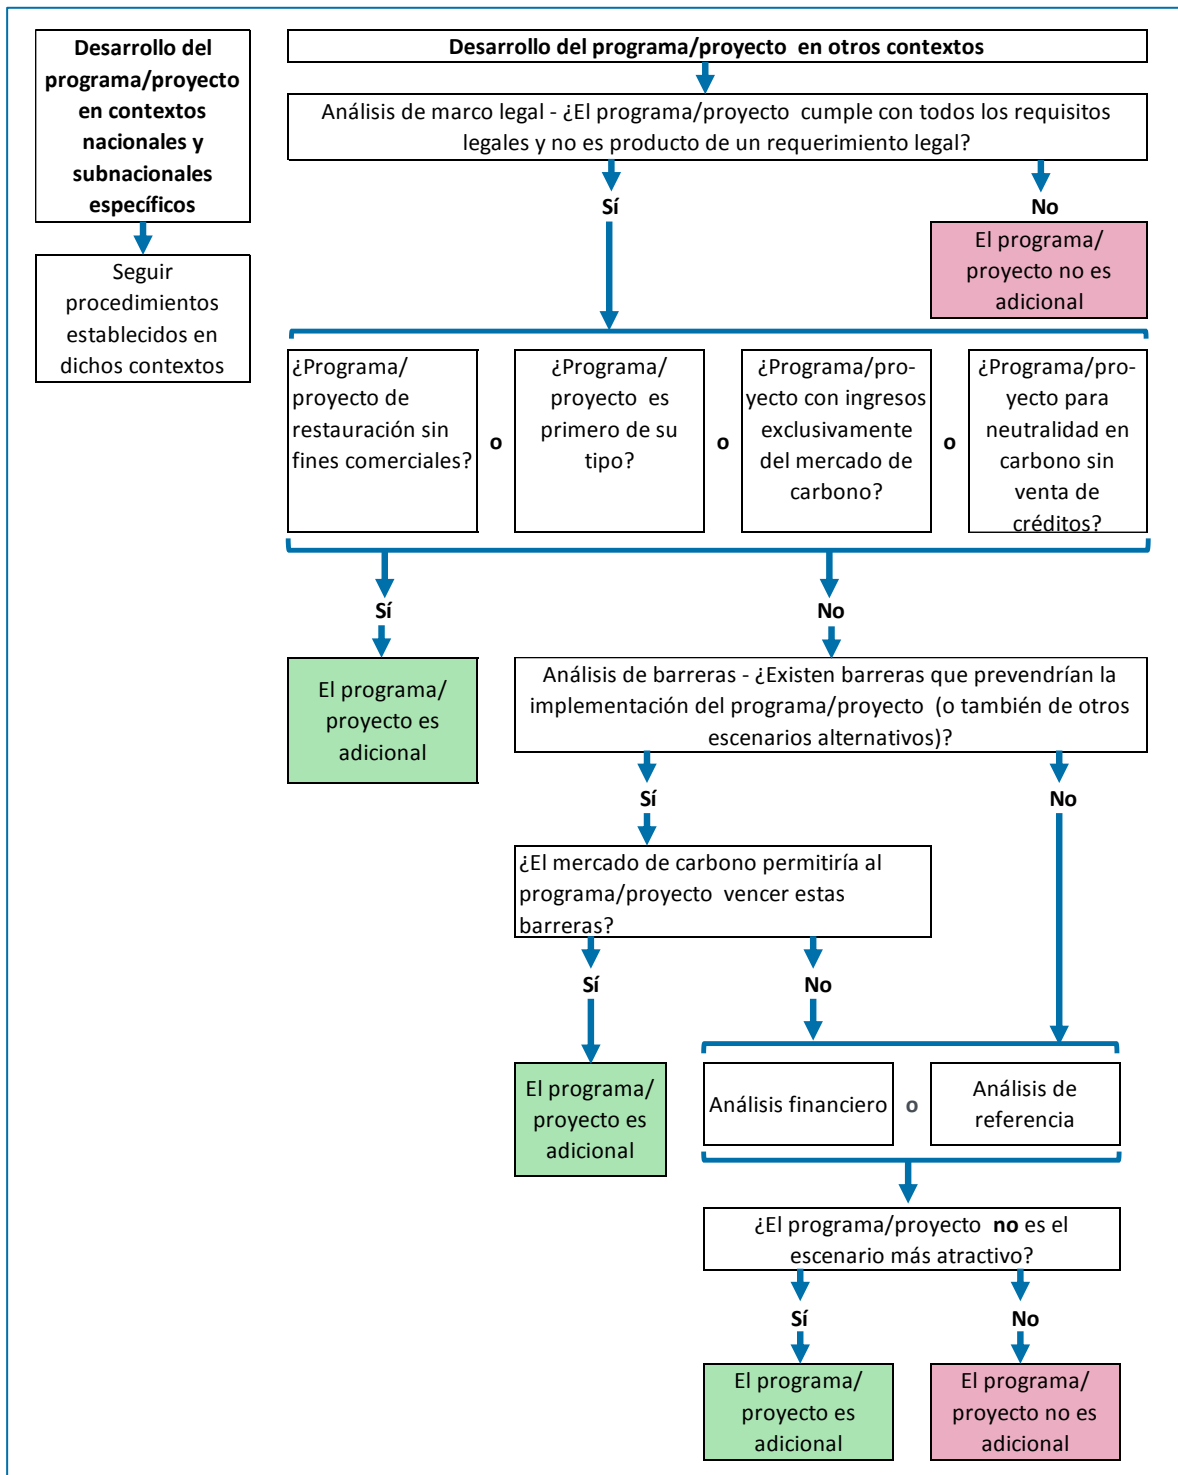 Desarrollo del
programa/proyecto
en contextos
nacionales y
subnacionales
específicos
Seguir
procedimientos
establecidos en
dichos contextos
Desarrollo del programa/proyecto en otros contextos
Análisis de marco legal - ¿El programa/proyecto cumple con todos los requisitos
legales y no es producto de un requerimiento legal?
Sí
No
El programa/
proyecto no es
adicional
¿Programa/
proyecto de
restauración sin
fines comerciales?
o
¿Programa/
proyecto es
primero de su
tipo?
o
¿Programa/pro-
yecto con ingresos
exclusivamente
del mercado de
carbono?
o
¿Programa/pro-
yecto para
neutralidad en
carbono sin
venta de
créditos?
Sí
No
El programa/
proyecto es
adicional
Análisis de barreras - ¿Existen barreras que prevendrían la
implementación del programa/proyecto (o también de otros
escenarios alternativos)?
Sí
No
¿El mercado de carbono permitiría al
programa/proyecto vencer estas
barreras?
Sí
No
El programa/
proyecto es
adicional
Análisis financiero
o
Análisis de
referencia
¿El programa/proyecto no es el
escenario más atractivo?
Sí
No
El programa/
proyecto es
adicional
El programa/
proyecto no es
adicional